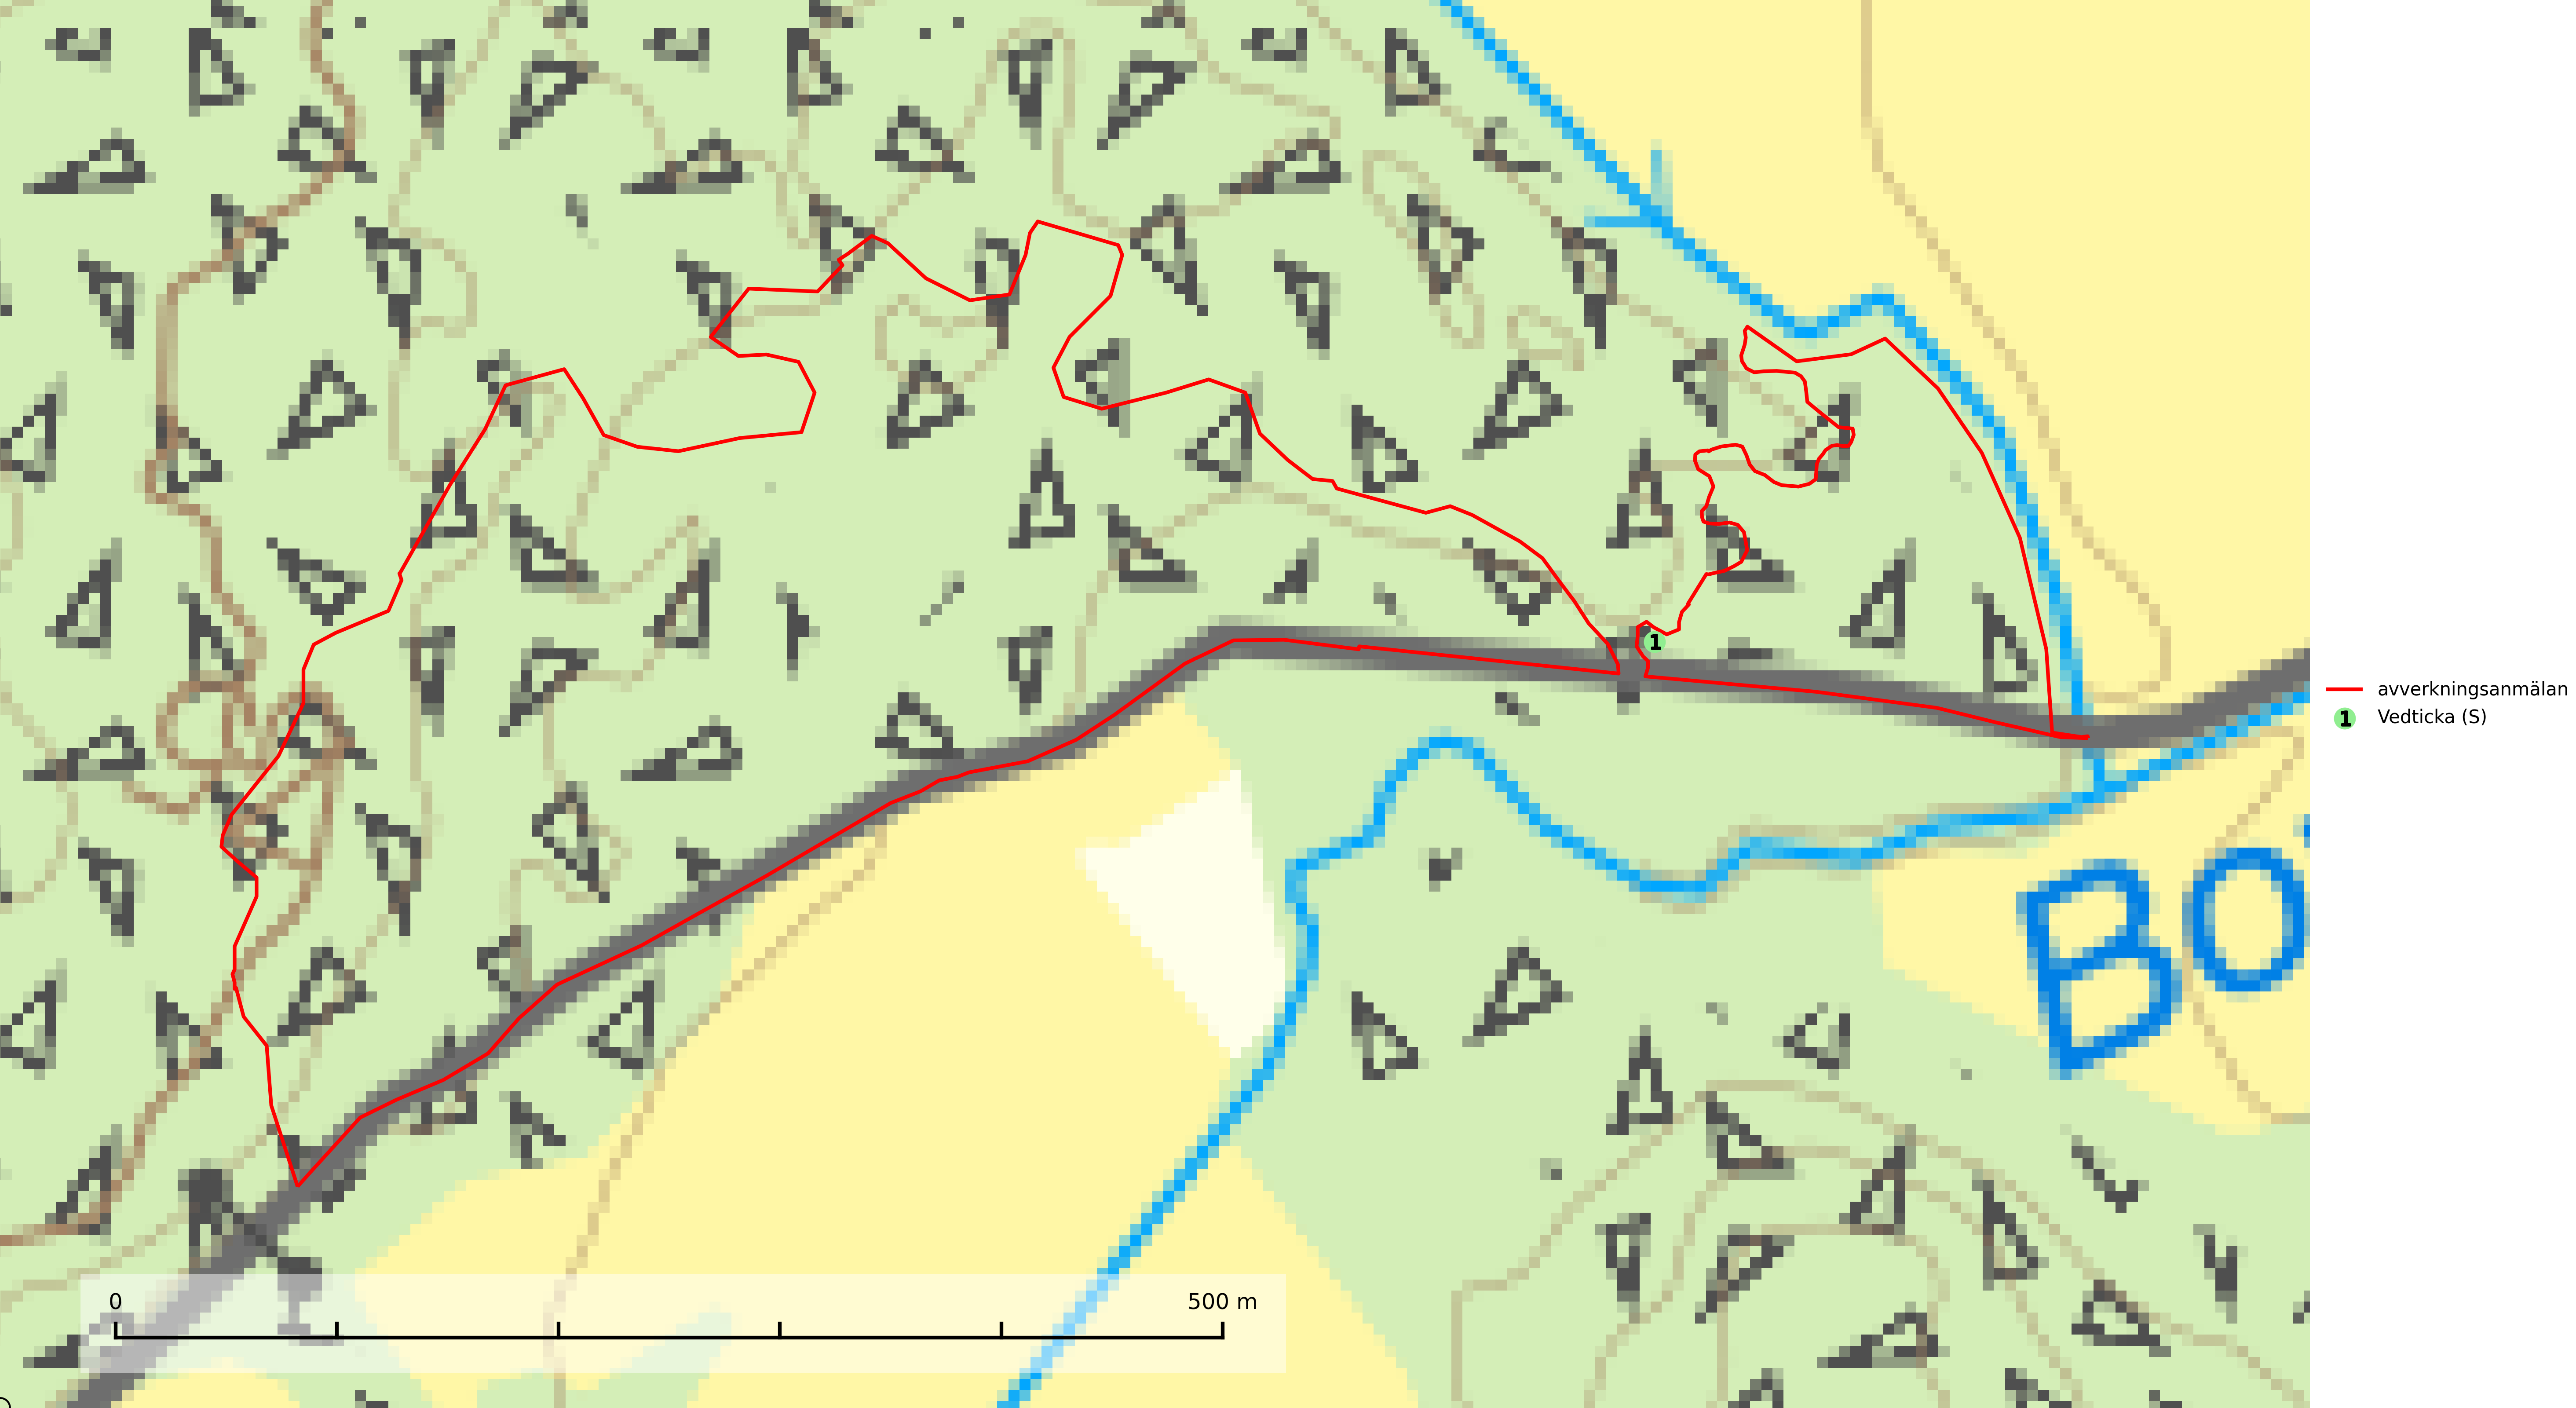 1
avverkningsanmälan
1 Vedticka (S)
BO
0 500 m